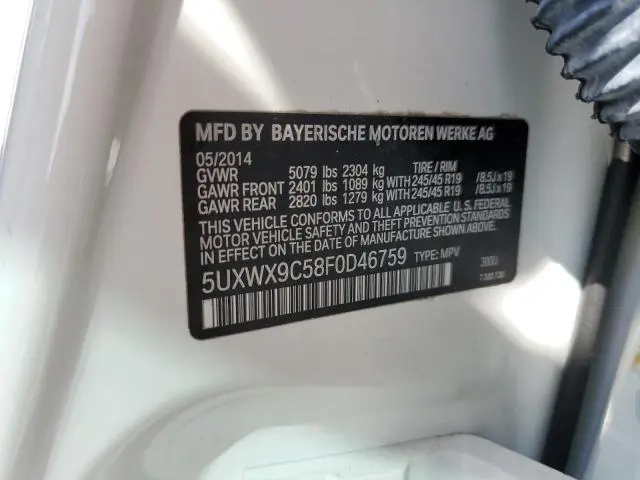 MFD BY BAYERISCHE MOTOREN WERKE AG
05/2014 TIRE / RIM
GVWR 5079 lbs 2304 kg
GAWR FRONT 2401 lbs 1089 kg WITH 245/45 R19 /8.5J x 19
GAWR REAR 2820 lbs 1279 kg WITH 245/45 R19 /8.5J x 19
THIS VEHICLE CONFORMS TO ALL APPLICABLE U.S. FEDERAL
MOTOR VEHICLE SAFETY AND THEFT PREVENTION STANDARDS
IN EFFECT ON THE DATE OF MANUFACTURE SHOWN ABOVE.
5UXWX9C58F0D46759 TYPE: MPV